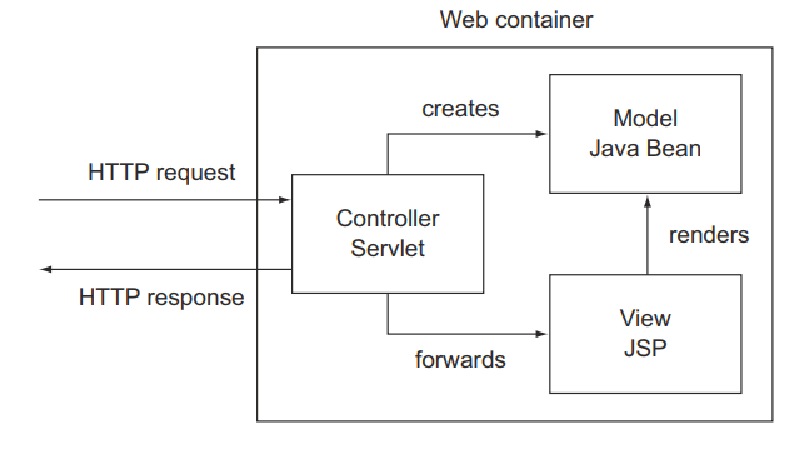 Web container
creates
Model
Java Bean
HTTP request
Controller
Servlet
renders
HTTP response
View
JSP
forwards